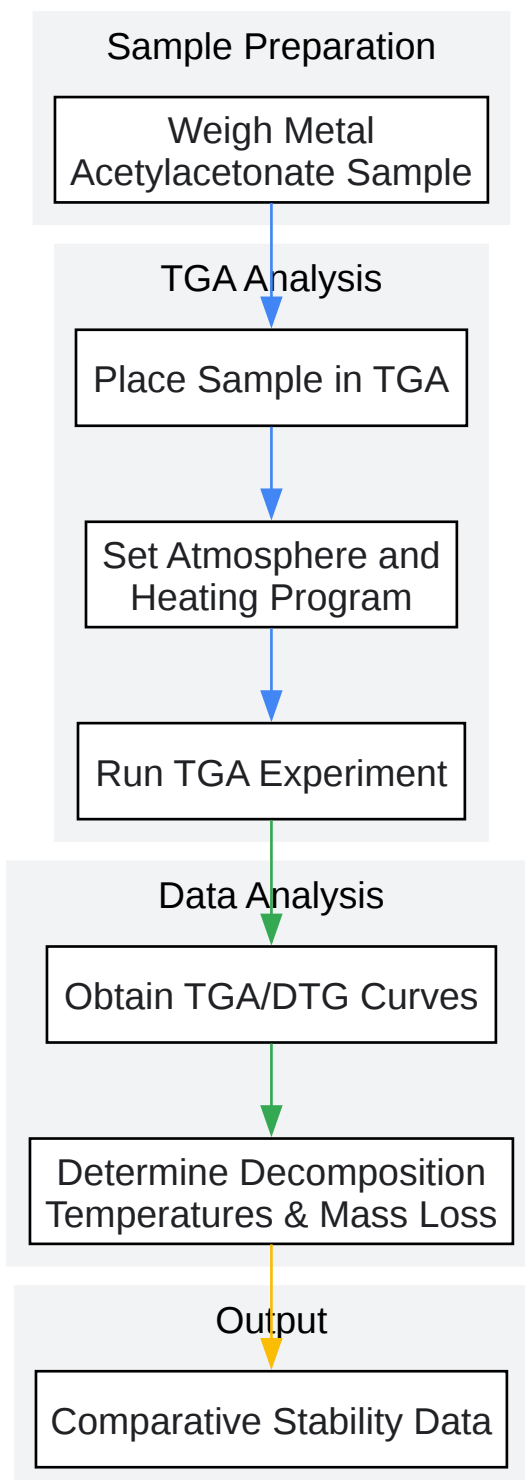 Sample Preparation
Weigh Metal
Acetylacetonate Sample
TGA Analysis
Place Sample in TGA
Set Atmosphere and
Heating Program
Run TGA Experiment
Data Analysis
Obtain TGA/DTG Curves
Determine Decomposition
Temperatures & Mass Loss
Output
Comparative Stability Data